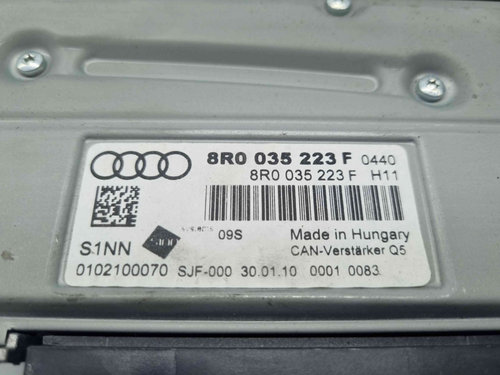 8R0 035 223 F 0440
8R0 035 223 F H11
S1NN 09S Made in Hungary
CAN-Verstärker Q5
0102100070 SJF-000 30.01.10 0001 0083